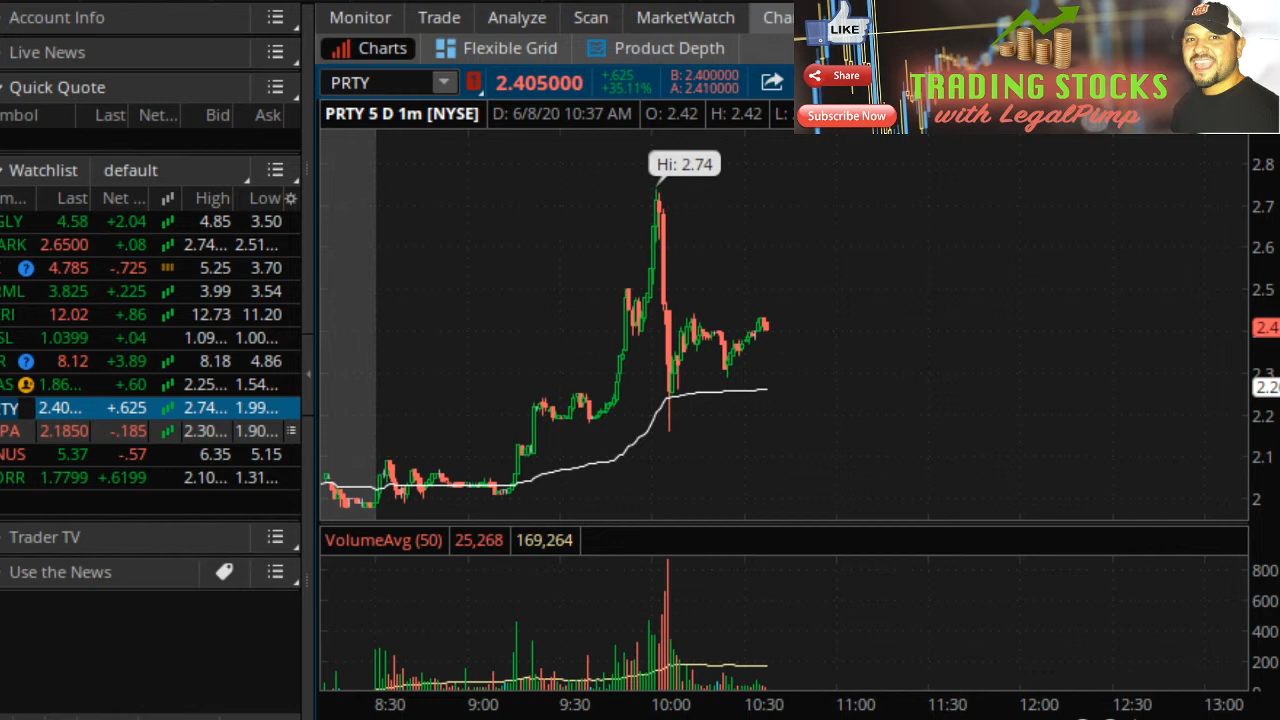 Account Info
Live News
Quick Quote
mbol Last Net... Bid Ask
Watchlist default
m... Last Net ... High Low
GLY 4.58 +2.04 4.85 3.50
ARK 2.6500 +.08 2.74... 2.51...
4.785 -.725 5.25 3.70
RML 3.825 +.225 3.99 3.54
RI 12.02 +.86 12.73 11.20
SL 1.0399 +.04 1.09... 1.00...
R 8.12 +3.89 8.18 4.86
AS 1.86... +.60 2.25... 1.54...
RTY 2.40... +.625 2.74... 1.99...
PA 2.1850 -.185 2.30... 1.90...
NUS 5.37 -.57 6.35 5.15
ORR 1.7799 +.6199 2.10... 1.31...
Trader TV
Use the News
Monitor Trade Analyze Scan MarketWatch Cha
Charts Flexible Grid Product Depth
PRTY 1 2.405000 +.625 +35.11% B: 2.400000 A: 2.410000
PRTY 5 D 1m [NYSE] D: 6/8/20 10:37 AM O: 2.42 H: 2.42 L:
LIKE
Share
Subscribe Now
TRADING STOCKS
with LegalPimp
Hi: 2.74
2.8
2.7
2.6
2.5
2.4
2.3
2.26
2.2
2.1
2
VolumeAvg (50) 25,268 169,264
800
600
400
200
8:30 9:00 9:30 10:00 10:30 11:00 11:30 12:00 12:30 13:00